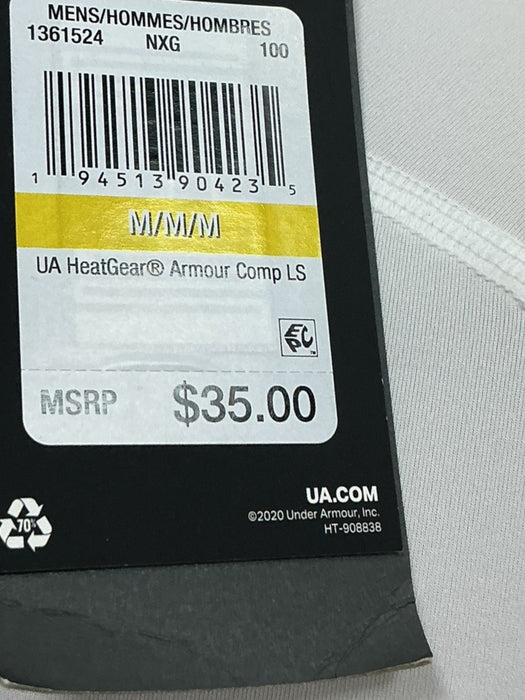 MENS/HOMMES/HOMBRES
1361524 NXG 100
1 94513 90423 5
M/M/M
UA HeatGear® Armour Comp LS
EPC™
MSRP $35.00
70%
UA.COM
©2020 Under Armour, Inc.
HT-908838